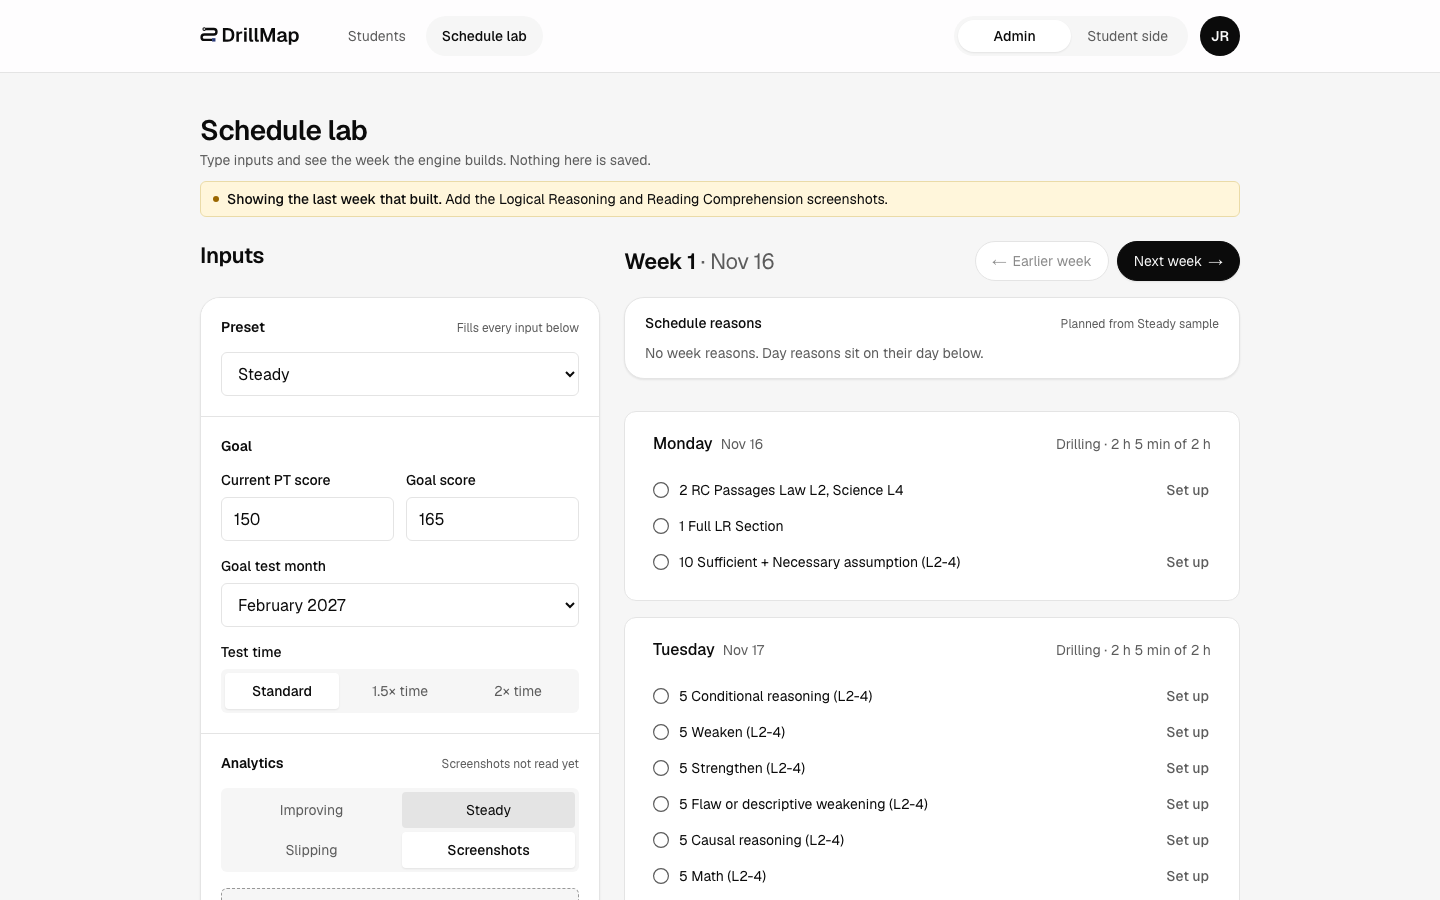 DrillMap
Students
Schedule lab
Admin
Student side
JR
Schedule lab
Type inputs and see the week the engine builds. Nothing here is saved.
Showing the last week that built. Add the Logical Reasoning and Reading Comprehension screenshots.
Inputs
Preset
Fills every input below
Steady
Goal
Current PT score
Goal score
150
165
Goal test month
February 2027
Test time
Standard
1.5× time
2× time
Analytics
Screenshots not read yet
Improving
Steady
Slipping
Screenshots
Week 1 · Nov 16
← Earlier week
Next week →
Schedule reasons
Planned from Steady sample
No week reasons. Day reasons sit on their day below.
Monday Nov 16
Drilling · 2 h 5 min of 2 h
2 RC Passages Law L2, Science L4
Set up
1 Full LR Section
10 Sufficient + Necessary assumption (L2-4)
Set up
Tuesday Nov 17
Drilling · 2 h 5 min of 2 h
5 Conditional reasoning (L2-4)
Set up
5 Weaken (L2-4)
Set up
5 Strengthen (L2-4)
Set up
5 Flaw or descriptive weakening (L2-4)
Set up
5 Causal reasoning (L2-4)
Set up
5 Math (L2-4)
Set up